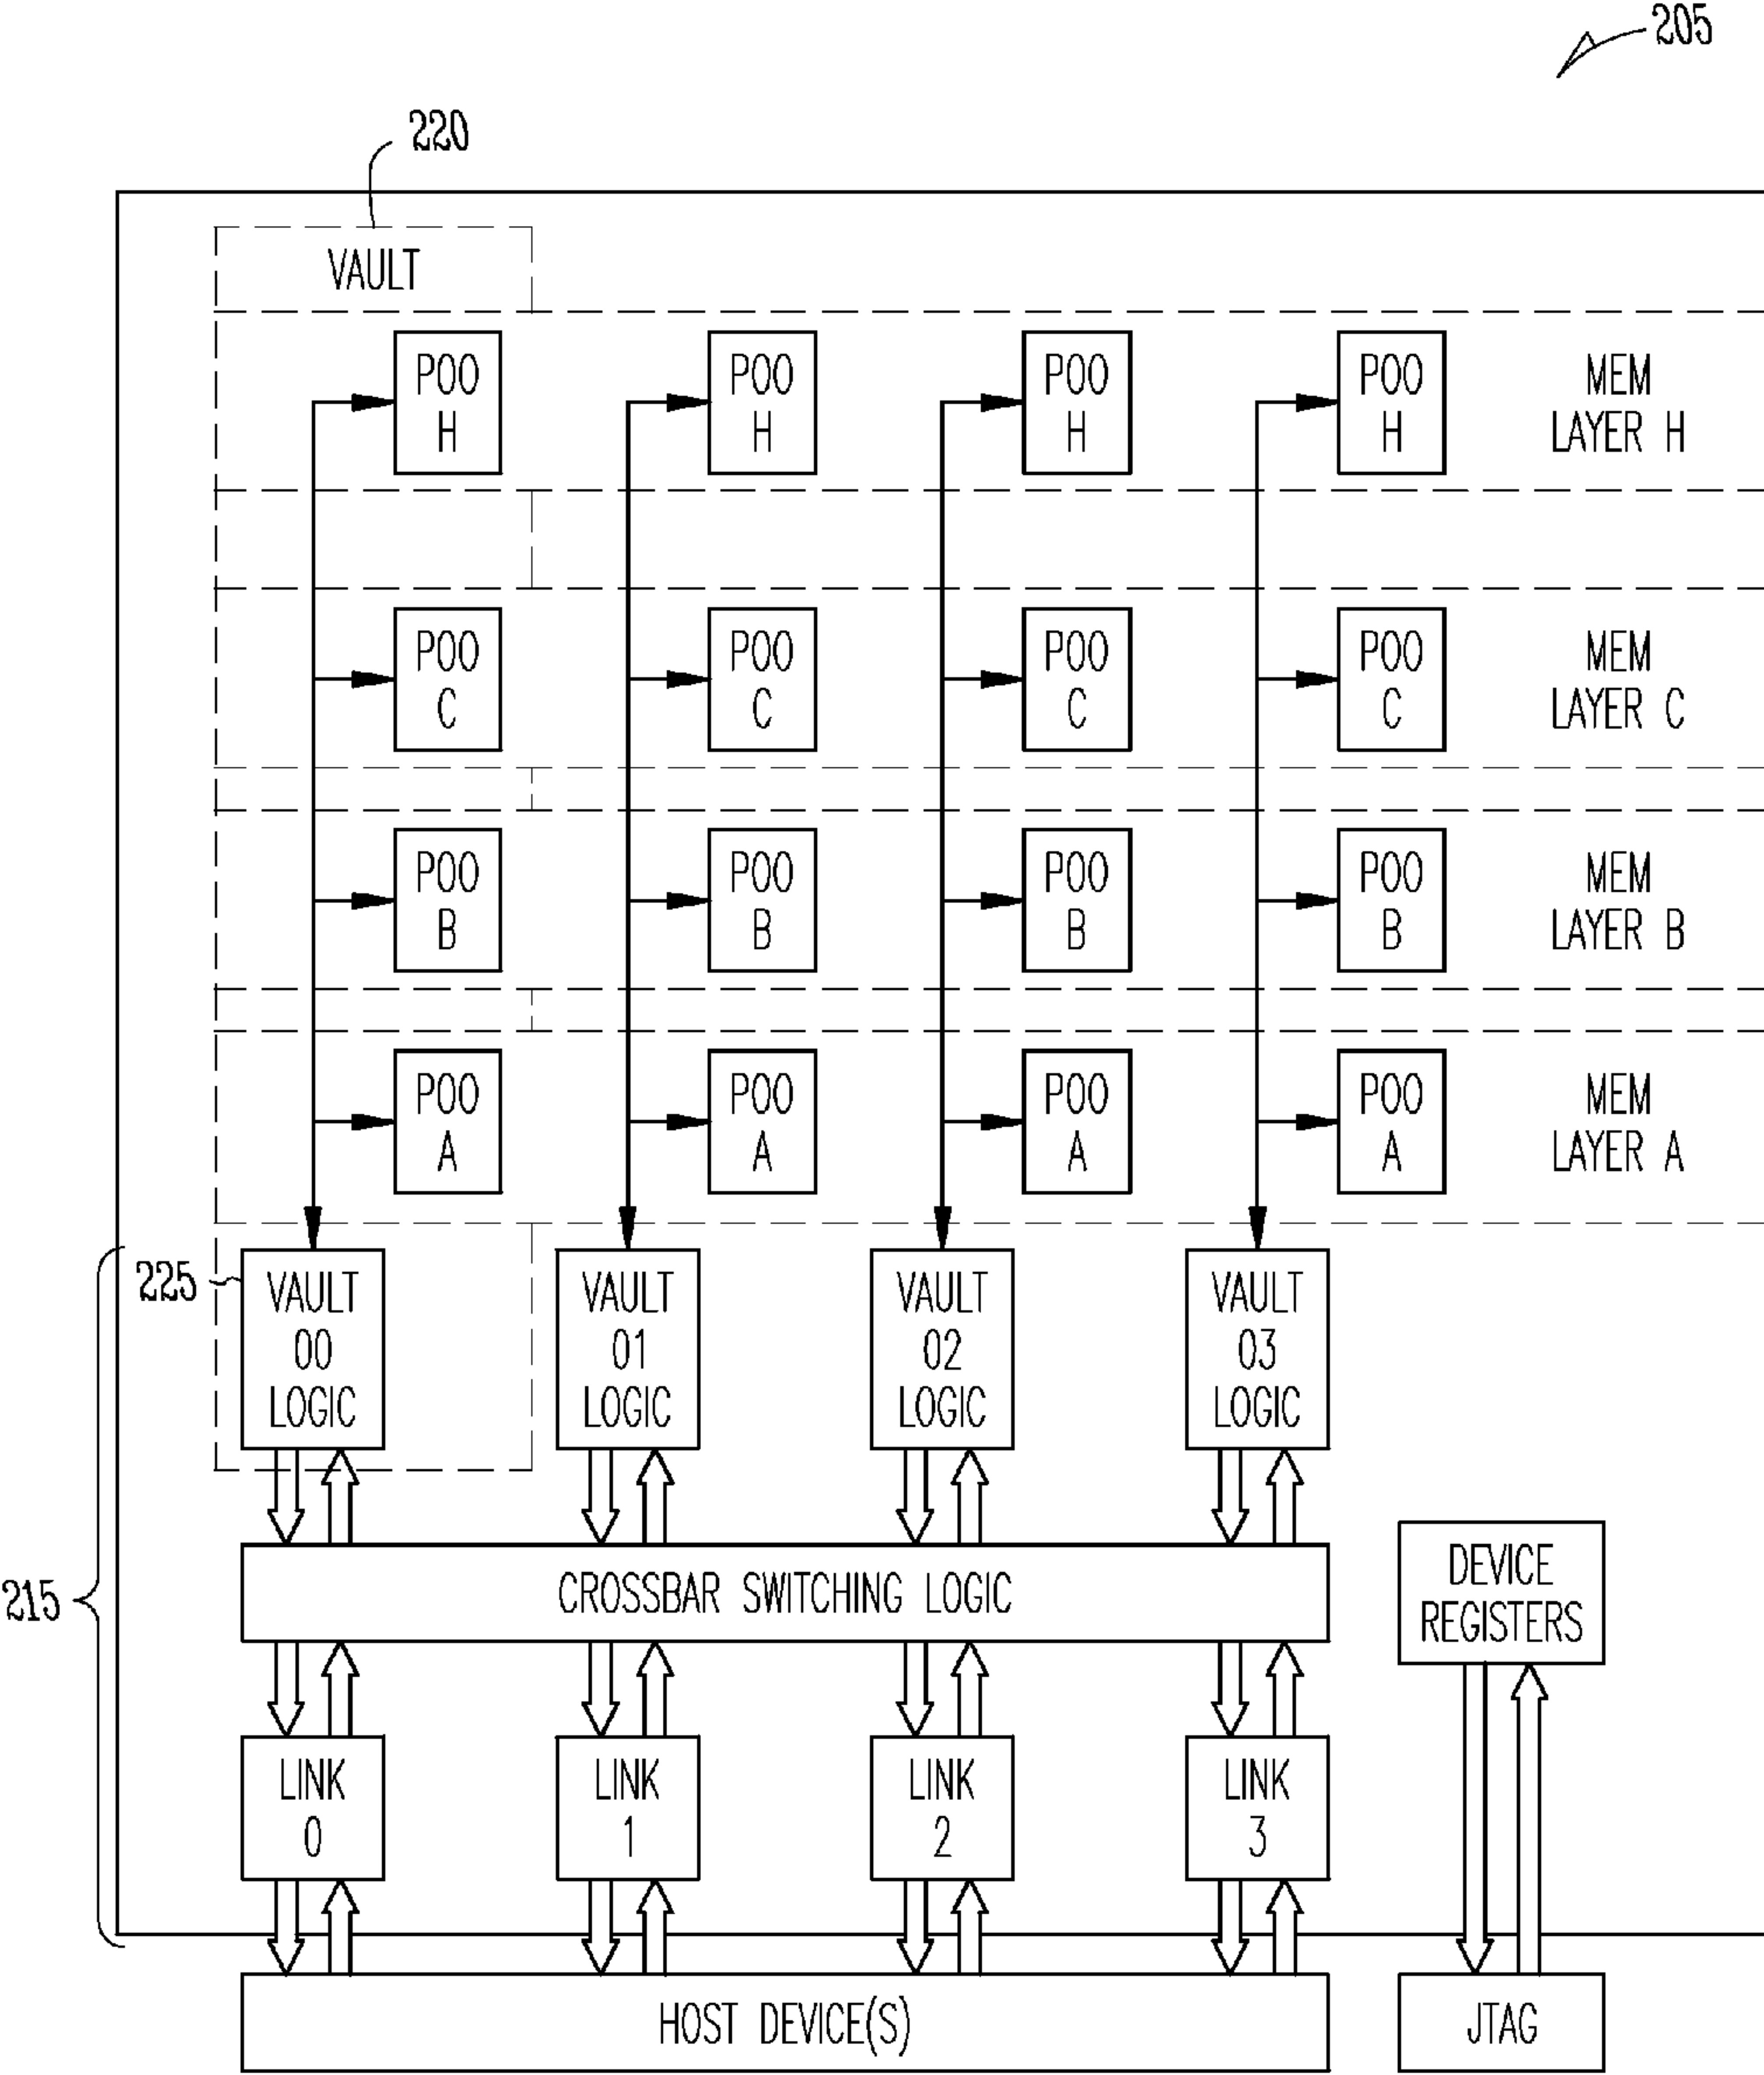 205
220
VAULT
P00 P00 P00 P00 MEM
H H H H LAYER H
P00 P00 P00 P00 MEM
C C C C LAYER C
P00 P00 P00 P00 MEM
B B B B LAYER B
P00 P00 P00 P00 MEM
A A A A LAYER A
225 VAULT VAULT VAULT VAULT
00 01 02 03
LOGIC LOGIC LOGIC LOGIC
215
CROSSBAR SWITCHING LOGIC
DEVICE
REGISTERS
LINK LINK LINK LINK
0 1 2 3
HOST DEVICE(S) JTAG